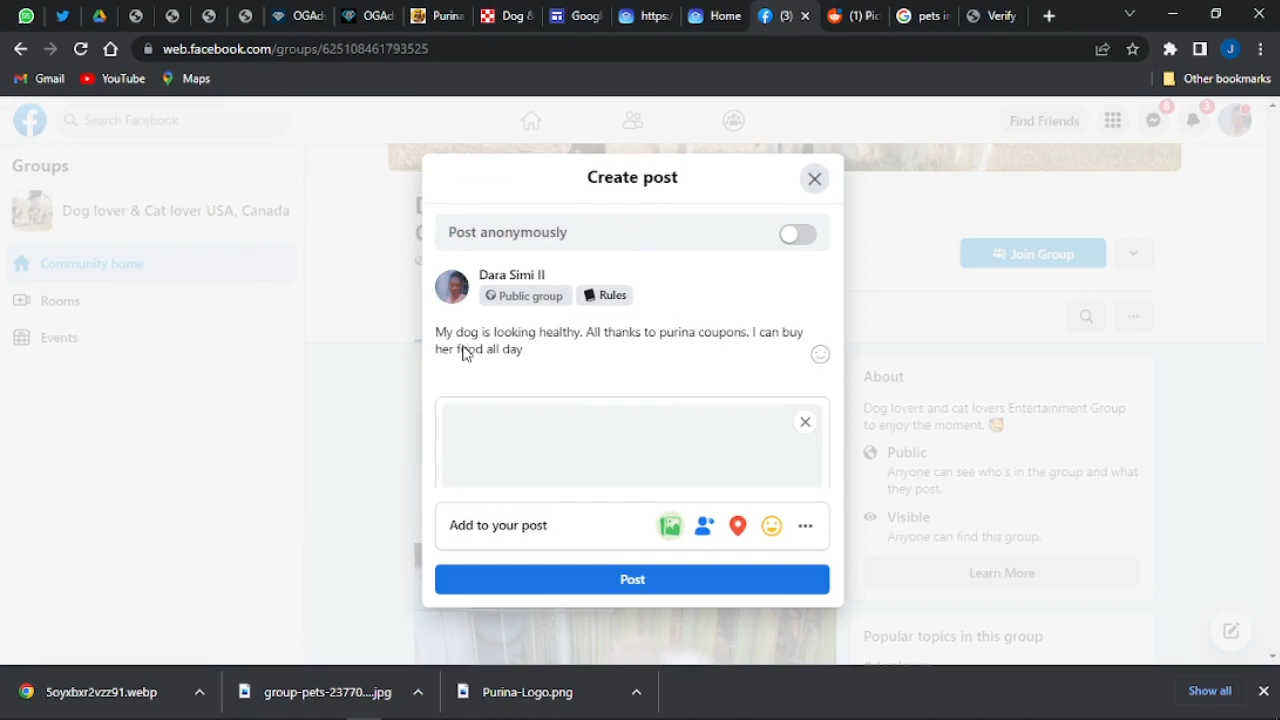 OGAd:
OGAd
Purina
Dog &
Googl
https:/
Home
(3)
(1) Pic
pets in
Verify
web.facebook.com/groups/625108461793525
J
Gmail
YouTube
Maps
Other bookmarks
Search Facebook
Find Friends
8
3
Groups
Dog lover & Cat lover USA, Canada
Community home
Rooms
Events
Create post
Post anonymously
Dara Simi II
Public group
Rules
My dog is looking healthy. All thanks to purina coupons. I can buy
her food all day
Add to your post
Post
Join Group
About
Dog lovers and cat lovers Entertainment Group
to enjoy the moment.
Public
Anyone can see who's in the group and what
they post.
Visible
Anyone can find this group.
Learn More
Popular topics in this group
5oyxbxr2vzz91.webp
group-pets-23770....jpg
Purina-Logo.png
Show all